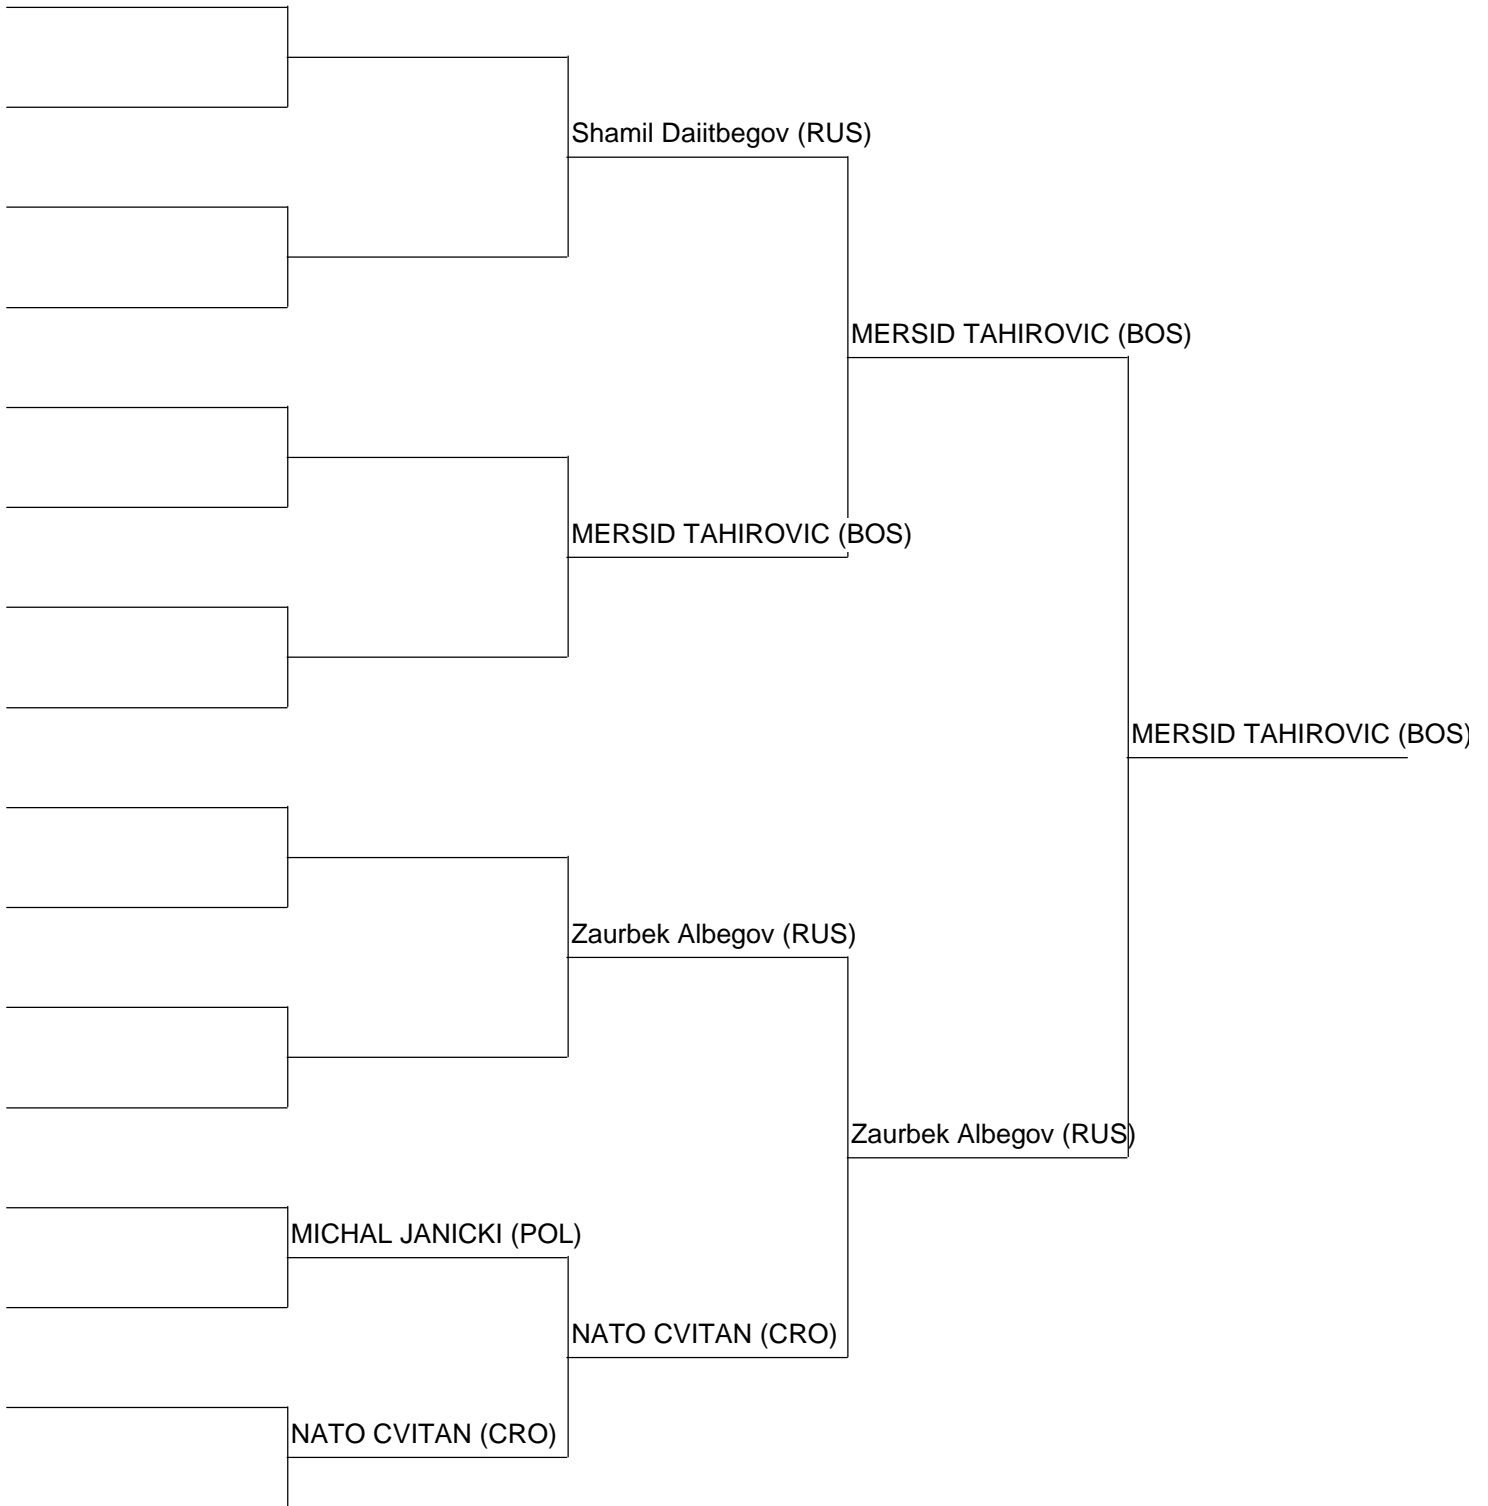 Shamil Daiitbegov (RUS)
MERSID TAHIROVIC (BOS)
MERSID TAHIROVIC (BOS)
MERSID TAHIROVIC (BOS)
Zaurbek Albegov (RUS)
Zaurbek Albegov (RUS)
MICHAL JANICKI (POL)
NATO CVITAN (CRO)
NATO CVITAN (CRO)